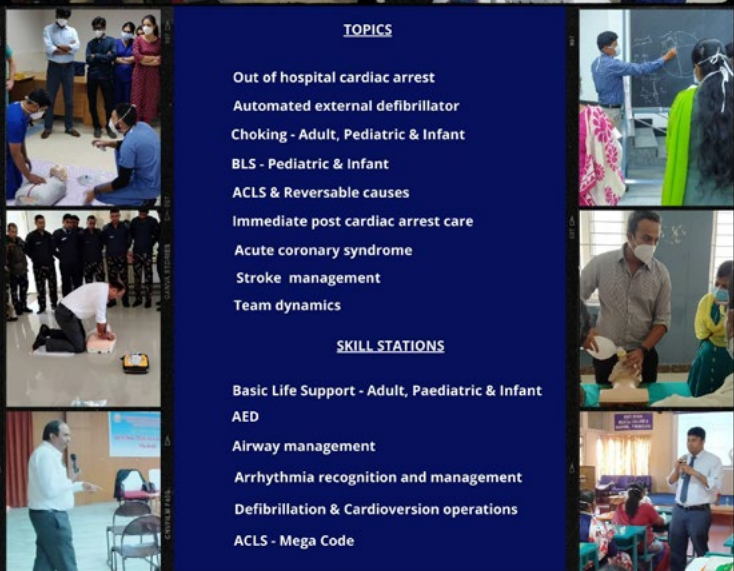 TOPICS
Out of hospital cardiac arrest
Automated external defibrillator
Choking - Adult, Pediatric & Infant
BLS - Pediatric & Infant
ACLS & Reversable causes
Immediate post cardiac arrest care
Acute coronary syndrome
Stroke management
Team dynamics
SKILL STATIONS
Basic Life Support - Adult, Paediatric & Infant
AED
Airway management
Arrhythmia recognition and management
Defibrillation & Cardioversion operations
ACLS - Mega Code